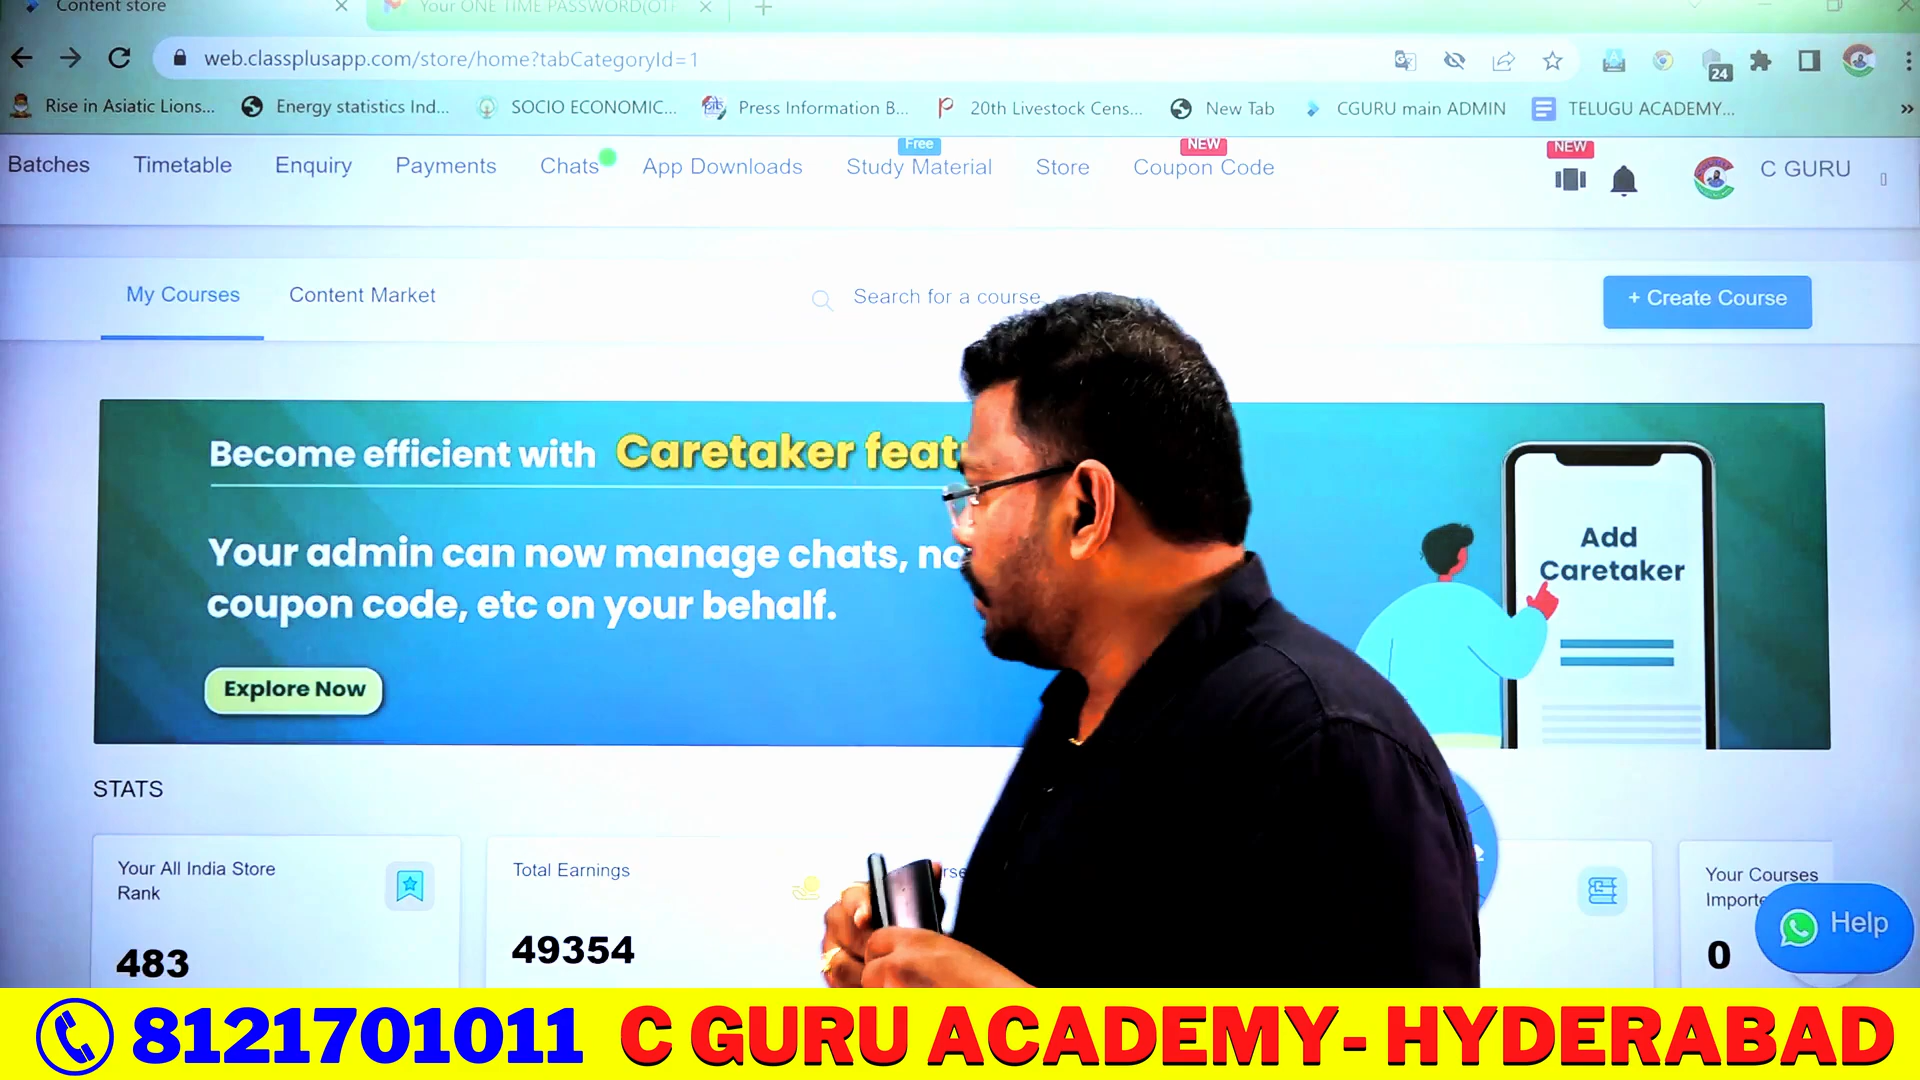 Content store
Your ONE TIME PASSWORD(OTP
web.classplusapp.com/store/home?tabCategoryId=1
24
Rise in Asiatic Lions...
Energy statistics Ind...
SOCIO ECONOMIC...
Press Information B...
20th Livestock Cens...
New Tab
CGURU main ADMIN
TELUGU ACADEMY...
»
Batches
Timetable
Enquiry
Payments
Chats
App Downloads
Free
Study Material
Store
NEW
Coupon Code
NEW
C GURU
My Courses
Content Market
Search for a course
+ Create Course
Become efficient with Caretaker feat
Your admin can now manage chats, no
coupon code, etc on your behalf.
Explore Now
Add
Caretaker
STATS
Your All India Store
Rank
483
Total Earnings
49354
Your Courses
Importe
0
Help
8121701011 C GURU ACADEMY- HYDERABAD